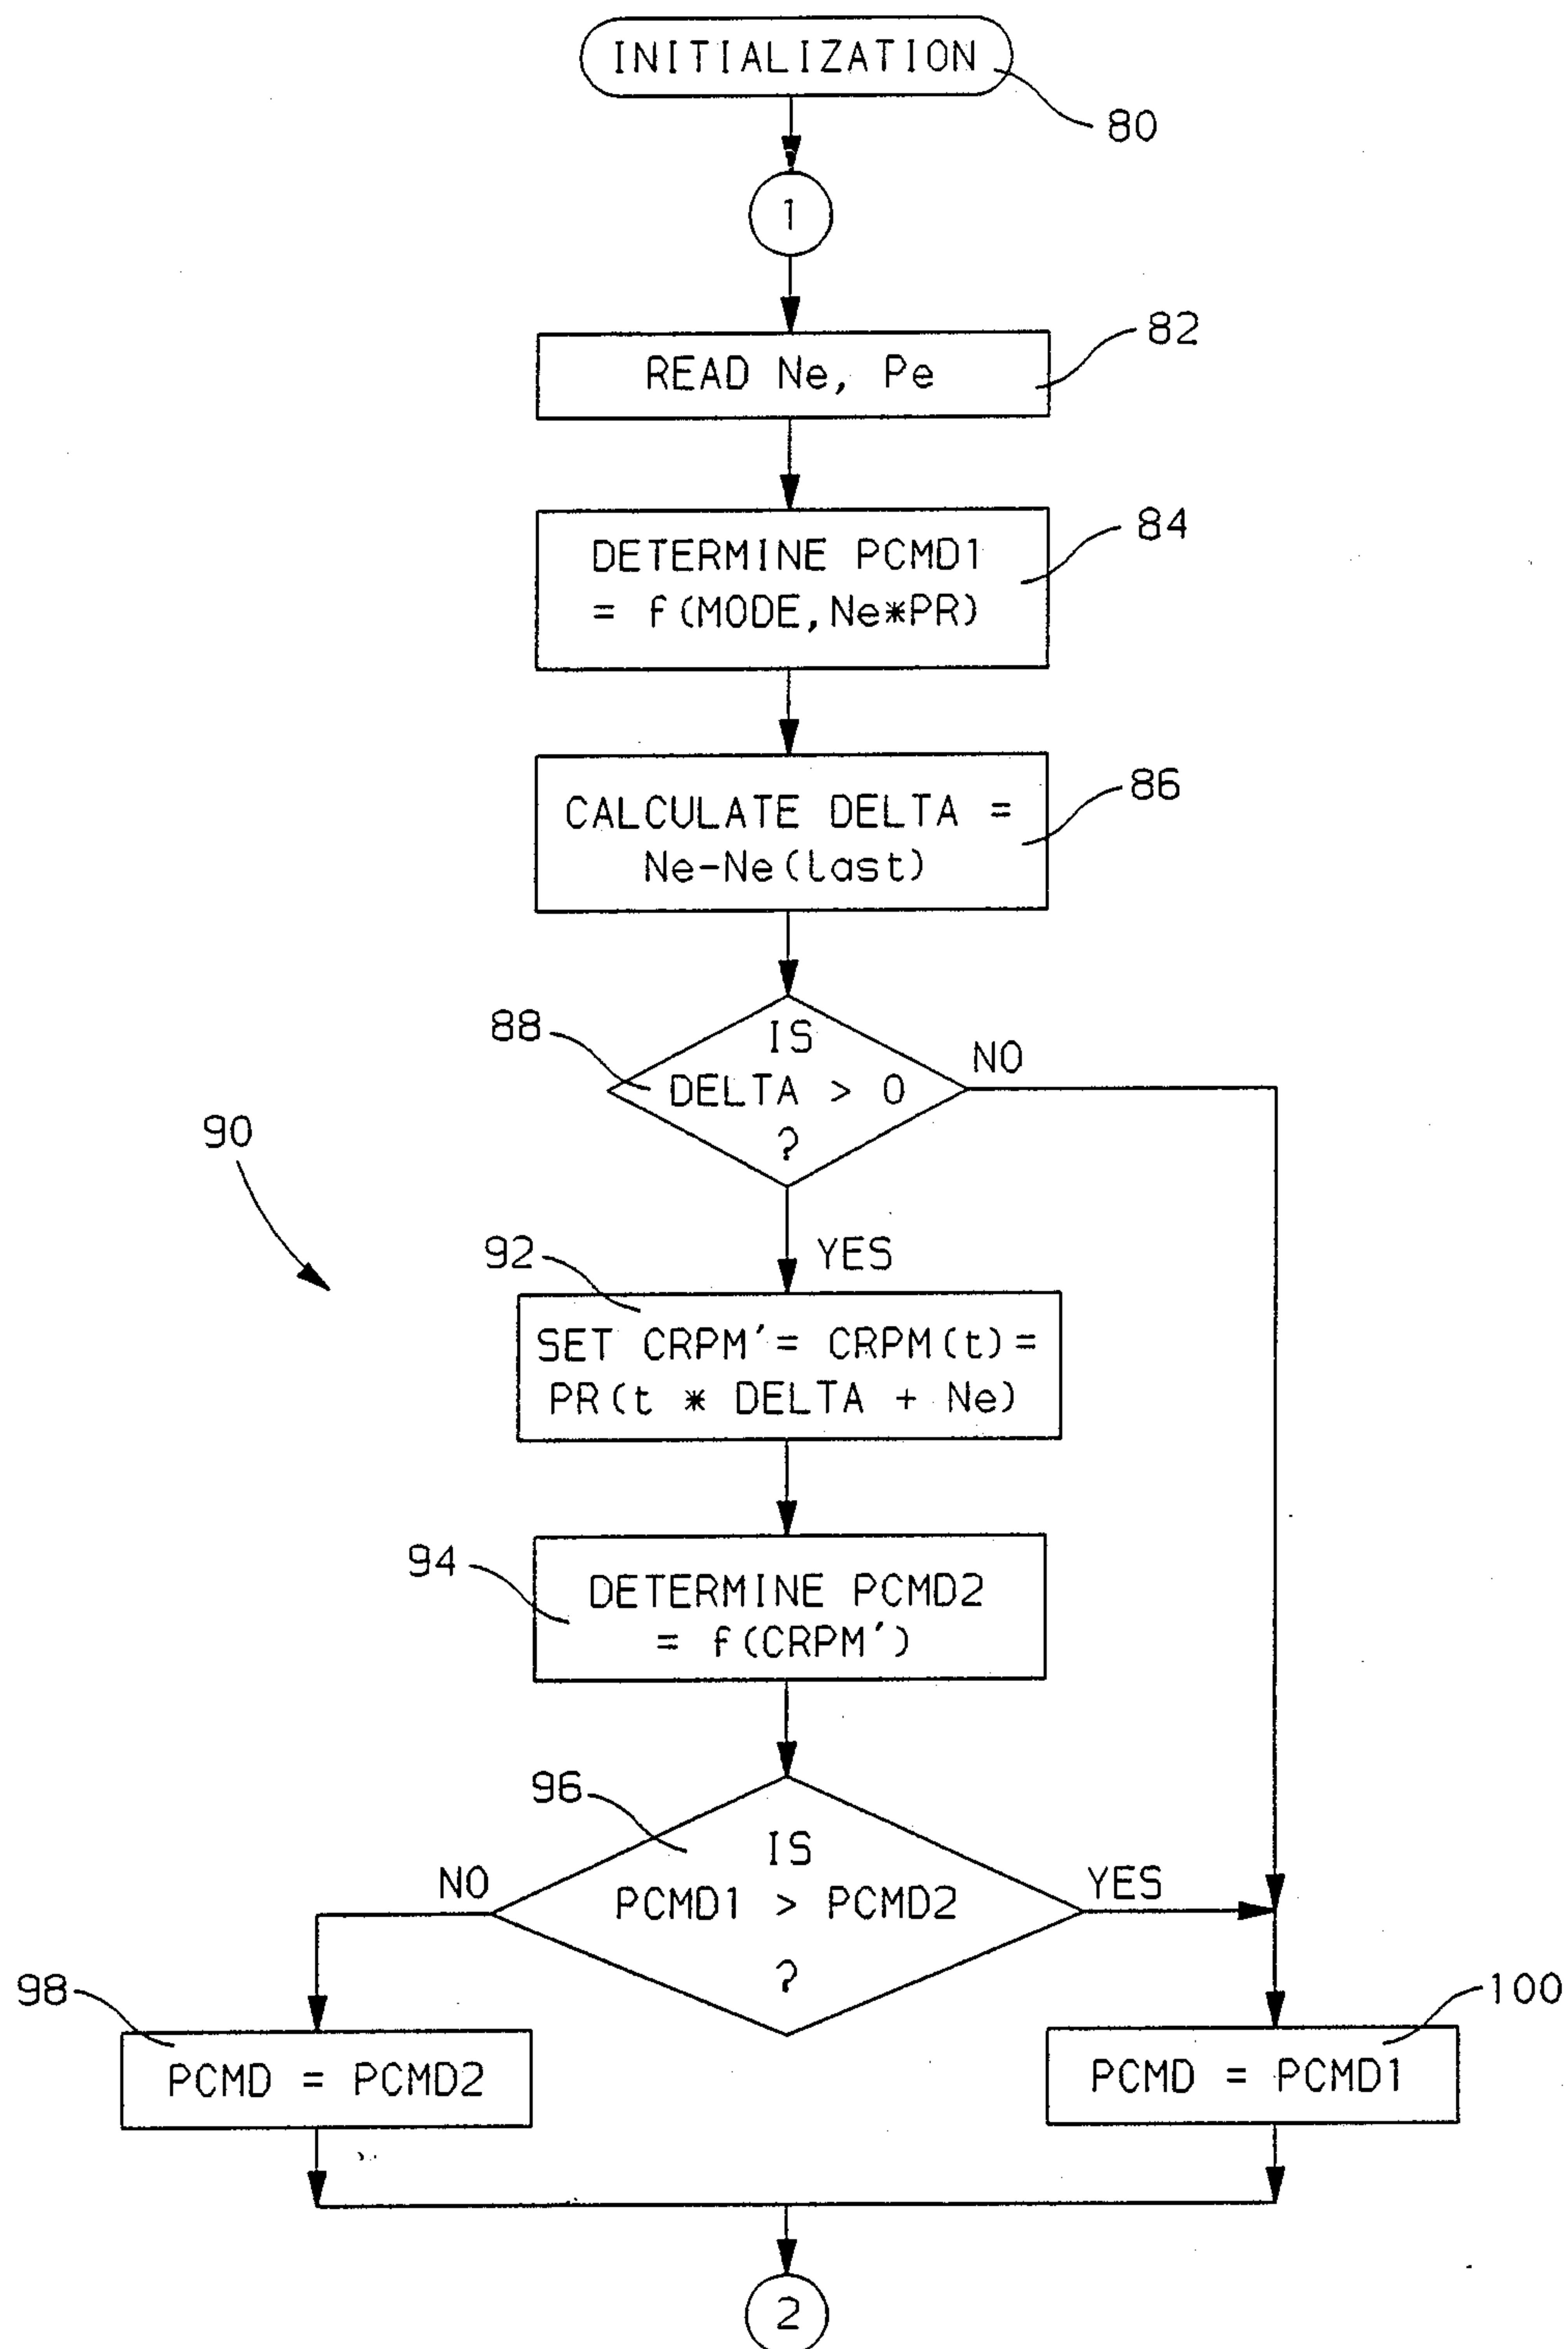 INITIALIZATION
80
1
READ Ne, Pe
82
DETERMINE PCMD1
= f(MODE,Ne*PR)
84
CALCULATE DELTA =
Ne-Ne(last)
86
88
IS
DELTA > 0
?
NO
90
YES
92
SET CRPM′= CRPM(t)=
PR(t * DELTA + Ne)
94
DETERMINE PCMD2
= f(CRPM′)
96
IS
PCMD1 > PCMD2
?
NO
YES
98
PCMD = PCMD2
100
PCMD = PCMD1
2